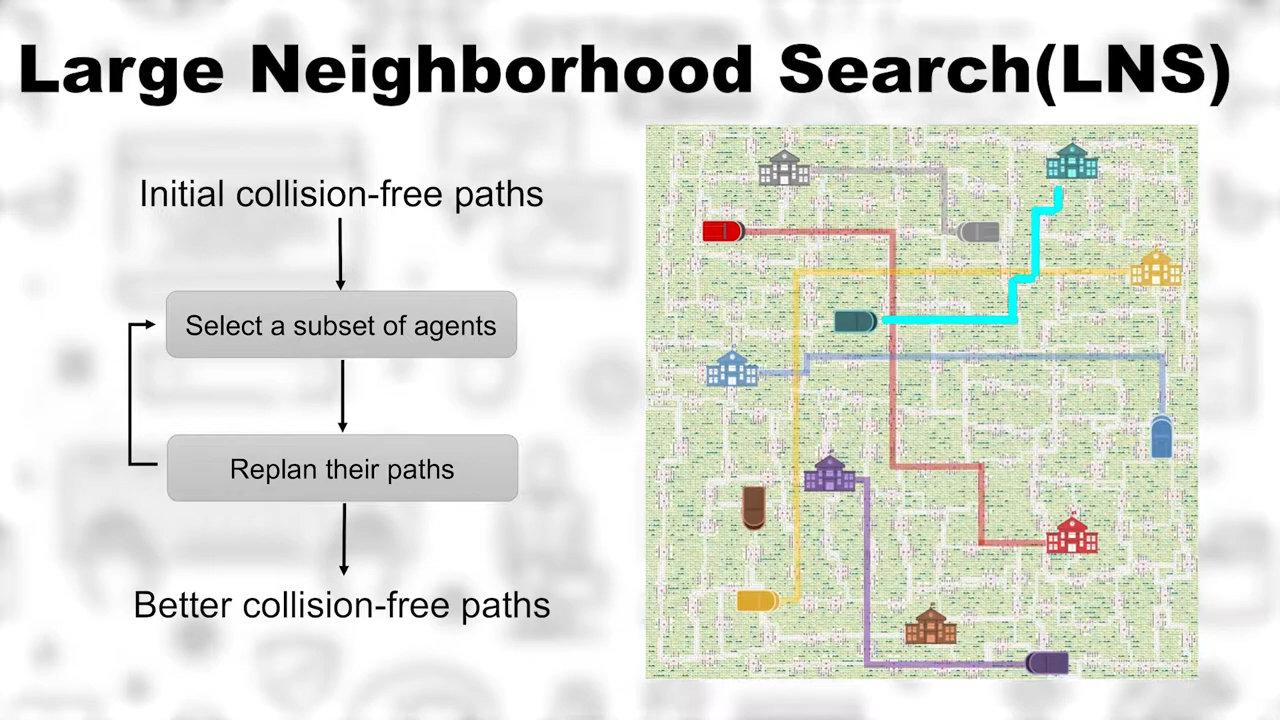 Large Neighborhood Search(LNS)
Initial collision-free paths
Select a subset of agents
Replan their paths
Better collision-free paths